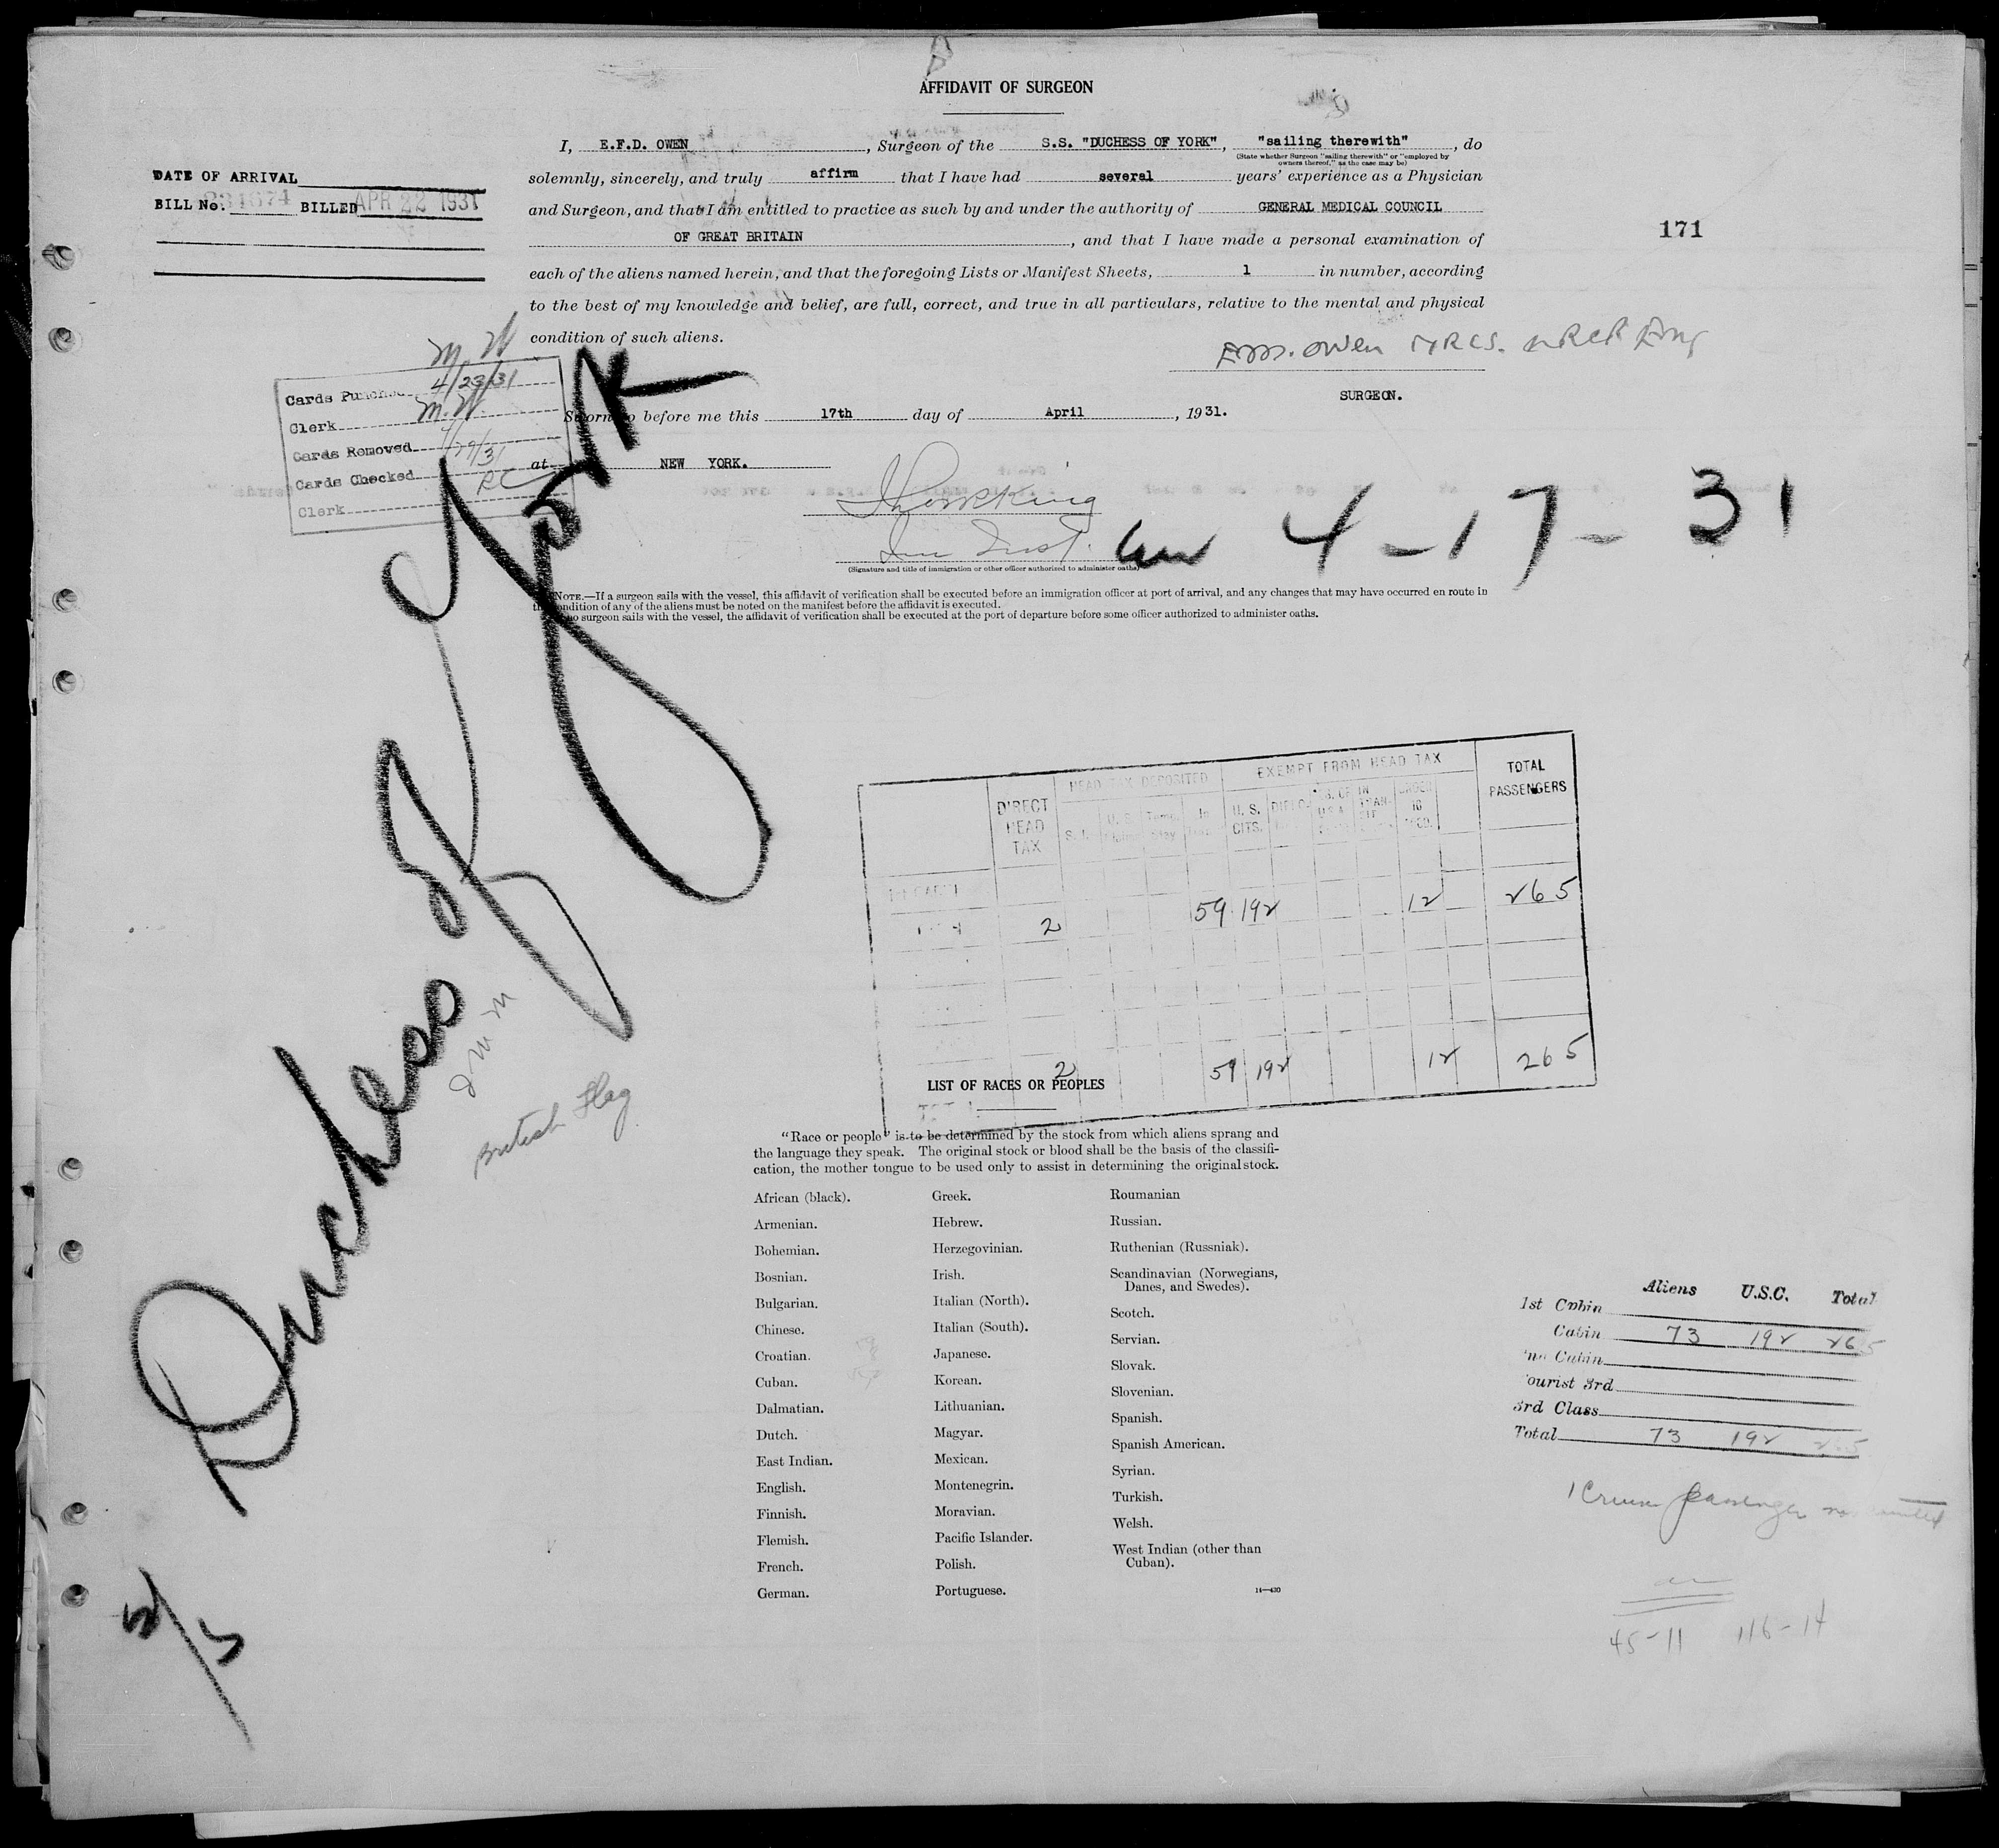 AFFIDAVIT OF SURGEON
I, E.F.D. OWEN, Surgeon of the S.S. "DUCHESS OF YORK", "sailing therewith", do
(State whether Surgeon "sailing therewith" or "employed by owners thereof," as the case may be)
solemnly, sincerely, and truly affirm that I have had several years' experience as a Physician
and Surgeon, and that I am entitled to practice as such by and under the authority of GENERAL MEDICAL COUNCIL
OF GREAT BRITAIN, and that I have made a personal examination of
each of the aliens named herein, and that the foregoing Lists or Manifest Sheets, 1 in number, according
to the best of my knowledge and belief, are full, correct, and true in all particulars, relative to the mental and physical
condition of such aliens.
DATE OF ARRIVAL
BILL No. 231674 BILLED APR 22 1931
171
Owen MRCS. LRCP Eng
SURGEON.
M. W
Cards Punched 4/23/31
Clerk M. W.
Cards Removed
Cards Checked
Clerk
Sworn to before me this 17th day of April, 1931.
at NEW YORK.
Imm Inst.
4-17-31
(Signature and title of immigration or other officer authorized to administer oaths)
NOTE.—If a surgeon sails with the vessel, this affidavit of verification shall be executed before an immigration officer at port of arrival, and any changes that may have occurred en route in
the condition of any of the aliens must be noted on the manifest before the affidavit is executed.
no surgeon sails with the vessel, the affidavit of verification shall be executed at the port of departure before some officer authorized to administer oaths.
Duchess of York
British Flag
HEAD TAX DEPOSITED EXEMPT FROM HEAD TAX TOTAL PASSENGERS
DIRECT HEAD TAX U. S. CITS. UNDER 16
2 59 192 12 265
2 59 192 12 265
LIST OF RACES OR PEOPLES
"Race or people" is to be determined by the stock from which aliens sprang and
the language they speak. The original stock or blood shall be the basis of the classifi-
cation, the mother tongue to be used only to assist in determining the original stock.
African (black).
Armenian.
Bohemian.
Bosnian.
Bulgarian.
Chinese.
Croatian.
Cuban.
Dalmatian.
Dutch.
East Indian.
English.
Finnish.
Flemish.
French.
German.
Greek.
Hebrew.
Herzegovinian.
Irish.
Italian (North).
Italian (South).
Japanese.
Korean.
Lithuanian.
Magyar.
Mexican.
Montenegrin.
Moravian.
Pacific Islander.
Polish.
Portuguese.
Roumanian
Russian.
Ruthenian (Russniak).
Scandinavian (Norwegians,
Danes, and Swedes).
Scotch.
Servian.
Slovak.
Slovenian.
Spanish.
Spanish American.
Syrian.
Turkish.
Welsh.
West Indian (other than
Cuban).
14—430
Aliens U.S.C. Total
1st Cabin
Cabin 73 192 265
Cabin
ourist 3rd
3rd Class
Total 73 192 265
1 Cruise passenger
45-11 116-14